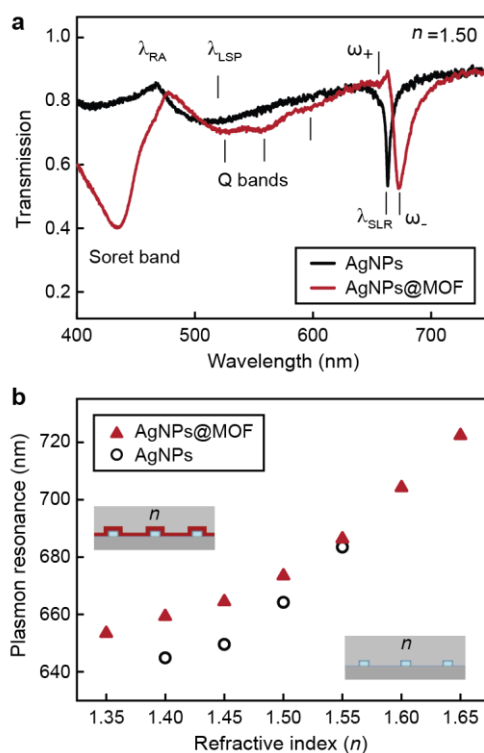 a
λRA
λLSP
ω+
n =1.50
1.0
0.8
0.6
0.4
0.2
Transmission
Q bands
λSLR
ω-
Soret band
AgNPs
AgNPs@MOF
400
500
600
700
Wavelength (nm)
b
AgNPs@MOF
AgNPs
720
700
680
660
640
Plasmon resonance (nm)
n
n
1.35
1.40
1.45
1.50
1.55
1.60
1.65
Refractive index (n)